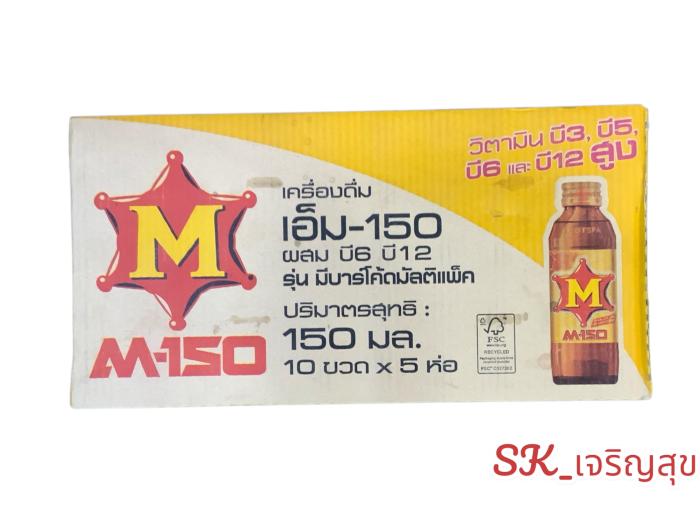 วิตามิน บี3, บี5,
บี6 และ บี12 สูง
M
M-150
เครื่องดื่ม
เอ็ม-150
ผสม บี6 บี12
รุ่น มีบาร์โค้ดมัลติแพ็ค
ปริมาตรสุทธิ :
150 มล.
10 ขวด x 5 ห่อ
FSC
RECYCLED
M
M-150
SK_เจริญสุข